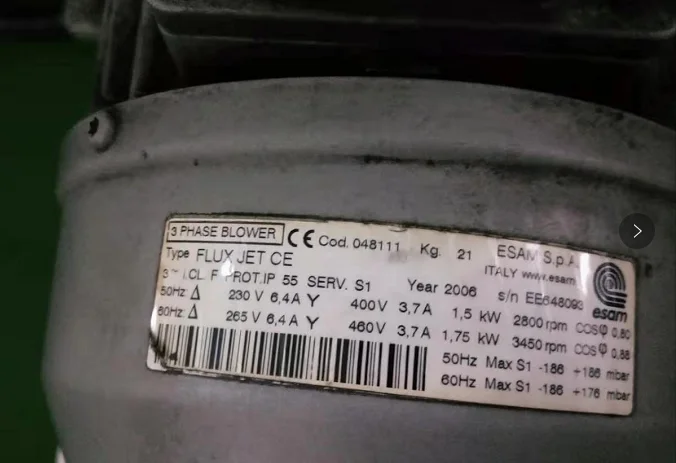 3 PHASE BLOWER CE Cod. 048111 Kg. 21 ESAM S.p.A.
Type FLUX JET CE ITALY www.esam
3~ I.CL. F PROT.IP 55 SERV. S1 Year 2006 s/n EE648093 esam
50Hz: Δ 230 V 6,4 A Y 400V 3,7A 1,5 kW 2800 rpm COSφ 0,80
60Hz: Δ 265 V 6,4 A Y 460V 3,7A 1,75 kW 3450 rpm COSφ 0,88
50Hz Max S1 -186 +186 mbar
60Hz Max S1 -186 +176 mbar